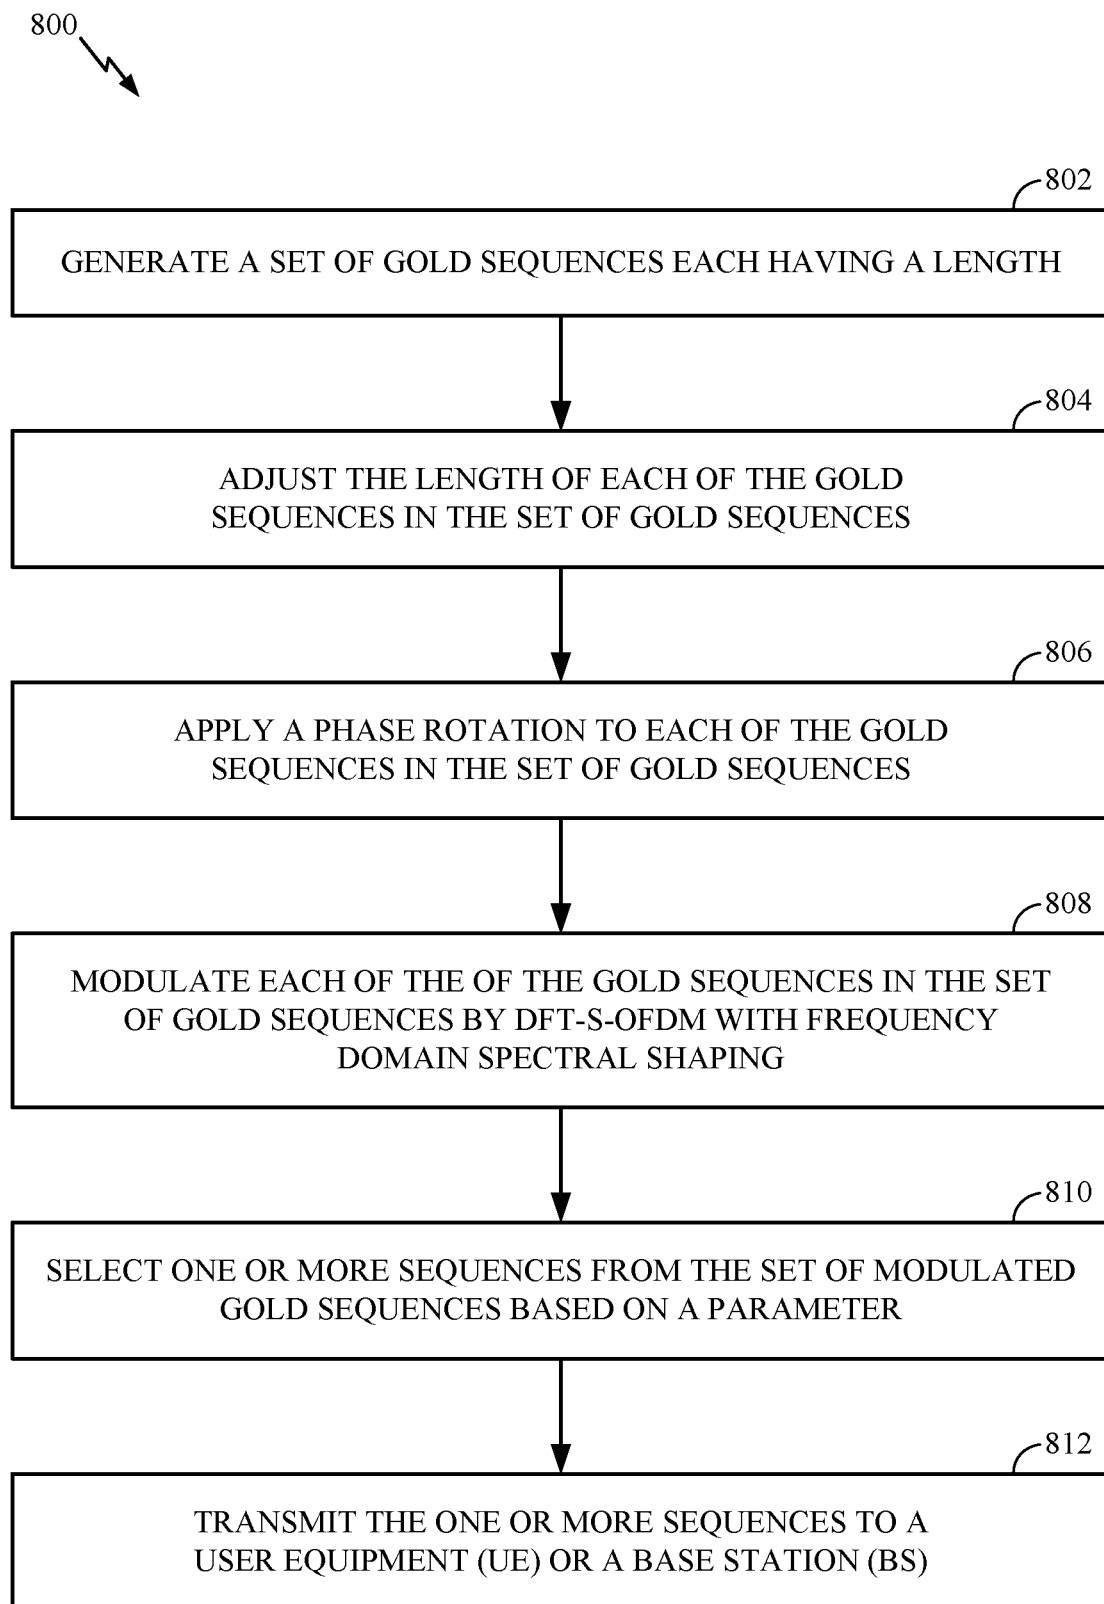 800
802
GENERATE A SET OF GOLD SEQUENCES EACH HAVING A LENGTH
804
ADJUST THE LENGTH OF EACH OF THE GOLD
SEQUENCES IN THE SET OF GOLD SEQUENCES
806
APPLY A PHASE ROTATION TO EACH OF THE GOLD
SEQUENCES IN THE SET OF GOLD SEQUENCES
808
MODULATE EACH OF THE OF THE GOLD SEQUENCES IN THE SET
OF GOLD SEQUENCES BY DFT-S-OFDM WITH FREQUENCY
DOMAIN SPECTRAL SHAPING
810
SELECT ONE OR MORE SEQUENCES FROM THE SET OF MODULATED
GOLD SEQUENCES BASED ON A PARAMETER
812
TRANSMIT THE ONE OR MORE SEQUENCES TO A
USER EQUIPMENT (UE) OR A BASE STATION (BS)